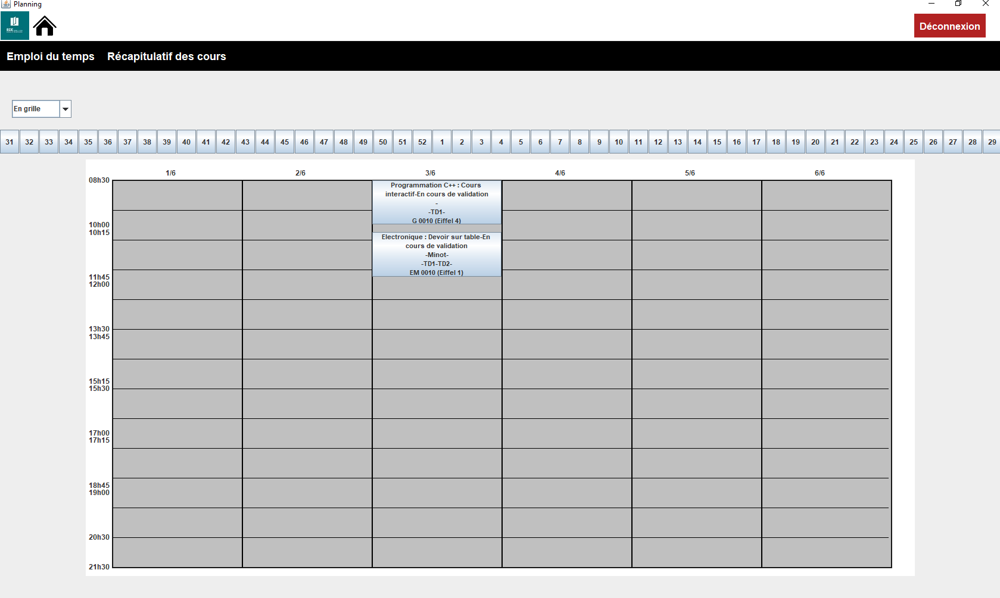 Planning
ECE
Déconnexion
Emploi du temps Récapitulatif des cours
En grille
31 32 33 34 35 36 37 38 39 40 41 42 43 44 45 46 47 48 49 50 51 52 1 2 3 4 5 6 7 8 9 10 11 12 13 14 15 16 17 18 19 20 21 22 23 24 25 26 27 28 29
1/6 2/6 3/6 4/6 5/6 6/6
08h30
Programmation C++ : Cours
interactif-En cours de validation
-
-TD1-
G 0010 (Eiffel 4)
10h00
10h15
Electronique : Devoir sur table-En
cours de validation
-Minot-
-TD1-TD2-
EM 0010 (Eiffel 1)
11h45
12h00
13h30
13h45
15h15
15h30
17h00
17h15
18h45
19h00
20h30
21h30